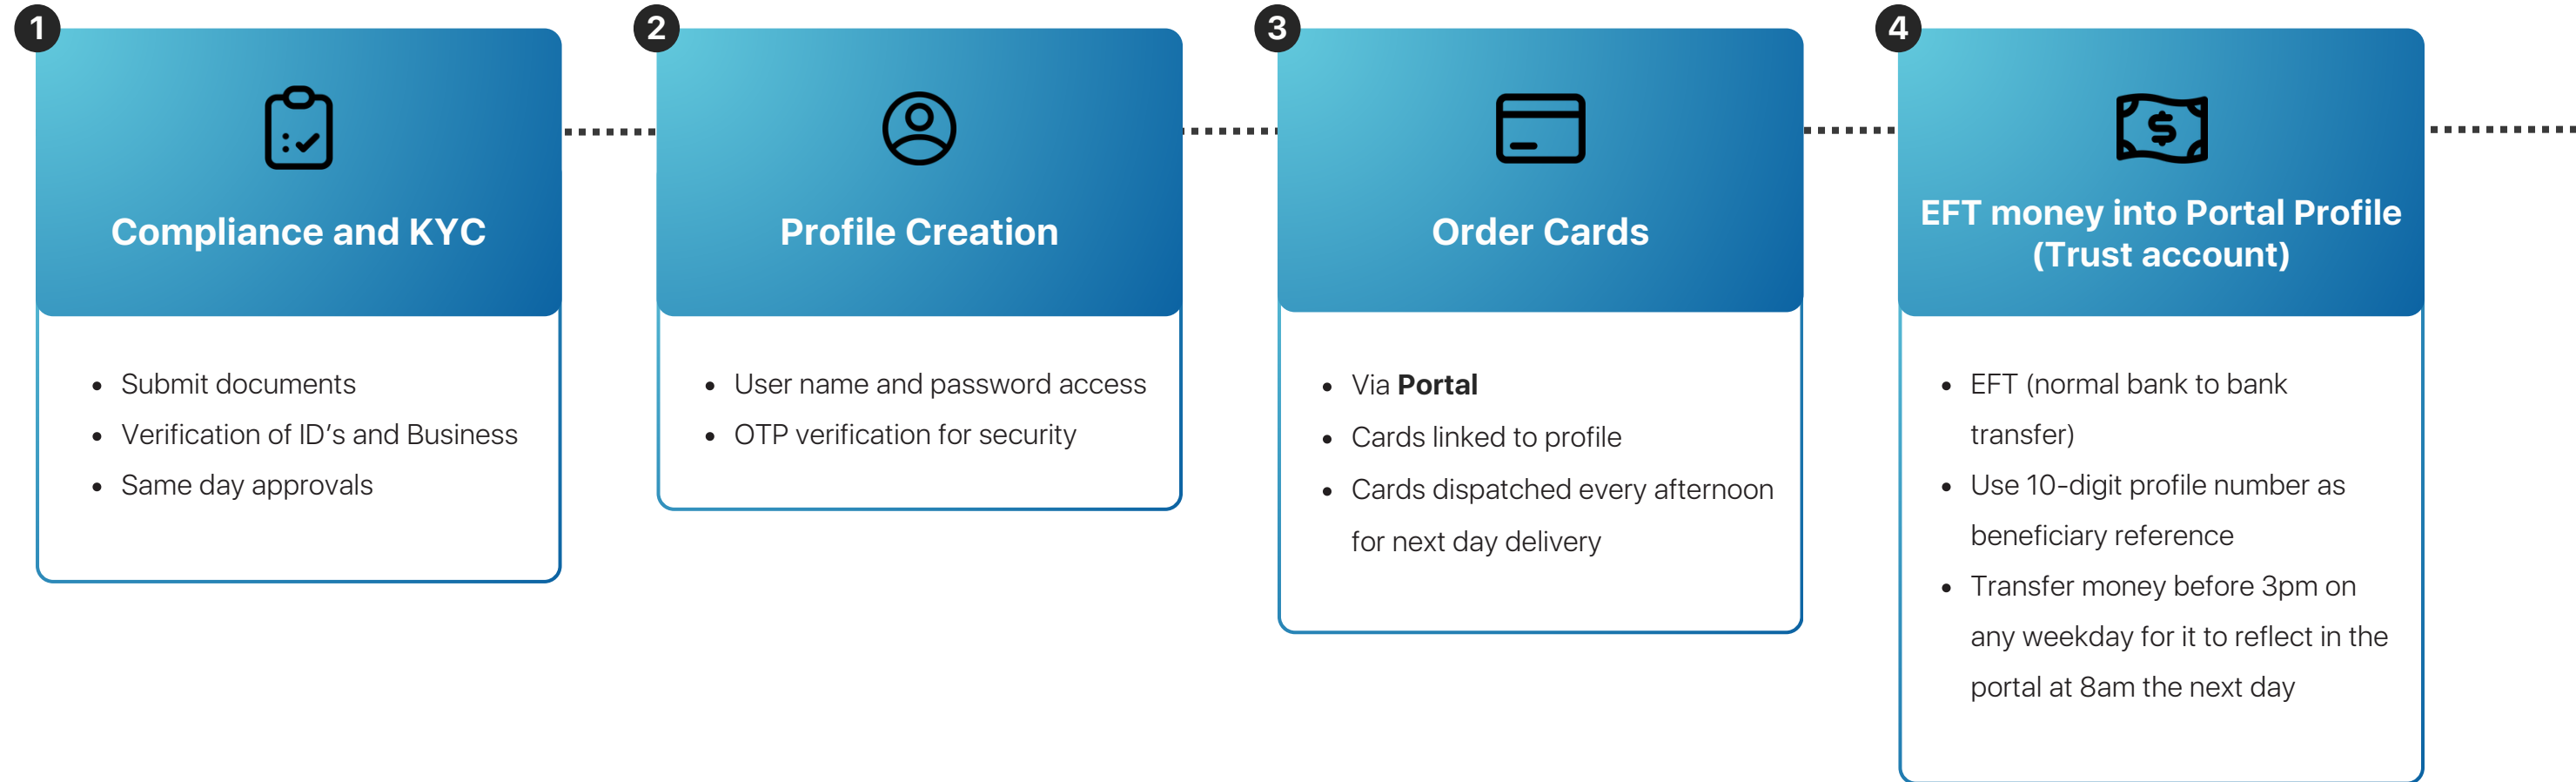 1
Compliance and KYC
• Submit documents
• Verification of ID's and Business
• Same day approvals
2
Profile Creation
• User name and password access
• OTP verification for security
3
Order Cards
• Via Portal
• Cards linked to profile
• Cards dispatched every afternoon
for next day delivery
4
EFT money into Portal Profile
(Trust account)
• EFT (normal bank to bank
transfer)
• Use 10-digit profile number as
beneficiary reference
• Transfer money before 3pm on
any weekday for it to reflect in the
portal at 8am the next day